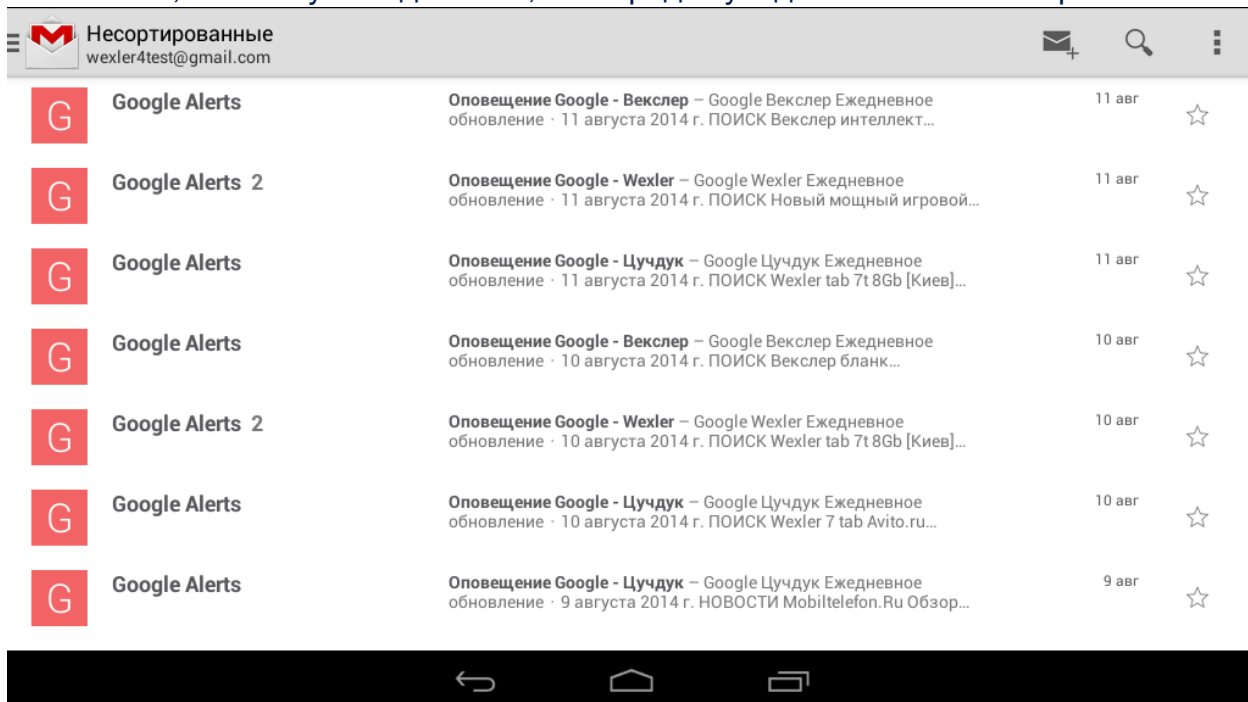 Несортированные
wexler4test@gmail.com
G
Google Alerts
Оповещение Google - Векслер – Google Векслер Ежедневное
обновление · 11 августа 2014 г. ПОИСК Векслер интеллект…
11 авг
G
Google Alerts 2
Оповещение Google - Wexler – Google Wexler Ежедневное
обновление · 11 августа 2014 г. ПОИСК Новый мощный игровой…
11 авг
G
Google Alerts
Оповещение Google - Цучдук – Google Цучдук Ежедневное
обновление · 11 августа 2014 г. ПОИСК Wexler tab 7t 8Gb [Киев]…
11 авг
G
Google Alerts
Оповещение Google - Векслер – Google Векслер Ежедневное
обновление · 10 августа 2014 г. ПОИСК Векслер бланк…
10 авг
G
Google Alerts 2
Оповещение Google - Wexler – Google Wexler Ежедневное
обновление · 10 августа 2014 г. ПОИСК Wexler tab 7t 8Gb [Киев]…
10 авг
G
Google Alerts
Оповещение Google - Цучдук – Google Цучдук Ежедневное
обновление · 10 августа 2014 г. ПОИСК Wexler 7 tab Avito.ru…
10 авг
G
Google Alerts
Оповещение Google - Цучдук – Google Цучдук Ежедневное
обновление · 9 августа 2014 г. НОВОСТИ Mobiltelefon.Ru Обзор…
9 авг